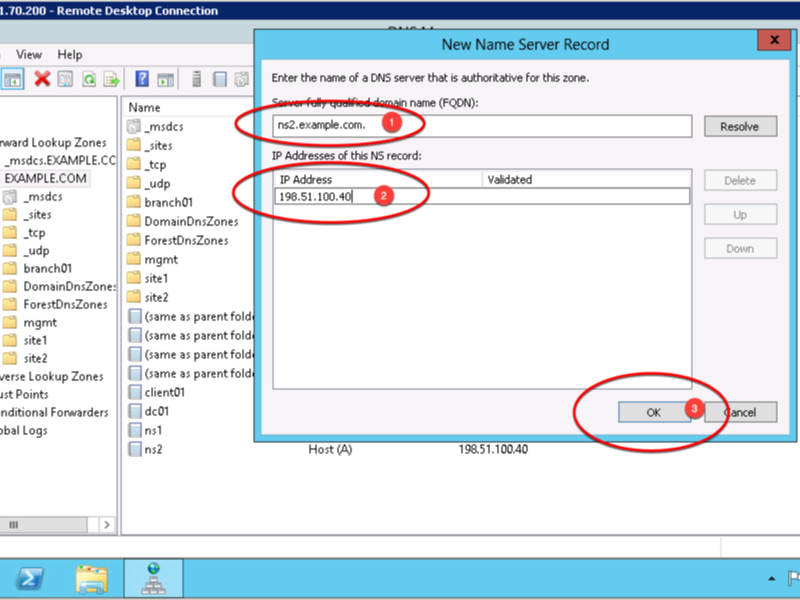 1.70.200 - Remote Desktop Connection
View Help
New Name Server Record
x
Enter the name of a DNS server that is authoritative for this zone.
Server fully qualified domain name (FQDN):
ns2.example.com.
1
Resolve
IP Addresses of this NS record:
IP Address Validated
198.51.100.40
2
Delete
Up
Down
OK
3
Cancel
rward Lookup Zones
_msdcs.EXAMPLE.CC
EXAMPLE.COM
_msdcs
_sites
_tcp
_udp
branch01
DomainDnsZones
ForestDnsZones
mgmt
site1
site2
verse Lookup Zones
ust Points
nditional Forwarders
obal Logs
Name
_msdcs
_sites
_tcp
_udp
branch01
DomainDnsZones
ForestDnsZones
mgmt
site1
site2
(same as parent folde
(same as parent folde
(same as parent folde
(same as parent folde
client01
dc01
ns1
ns2 Host (A) 198.51.100.40